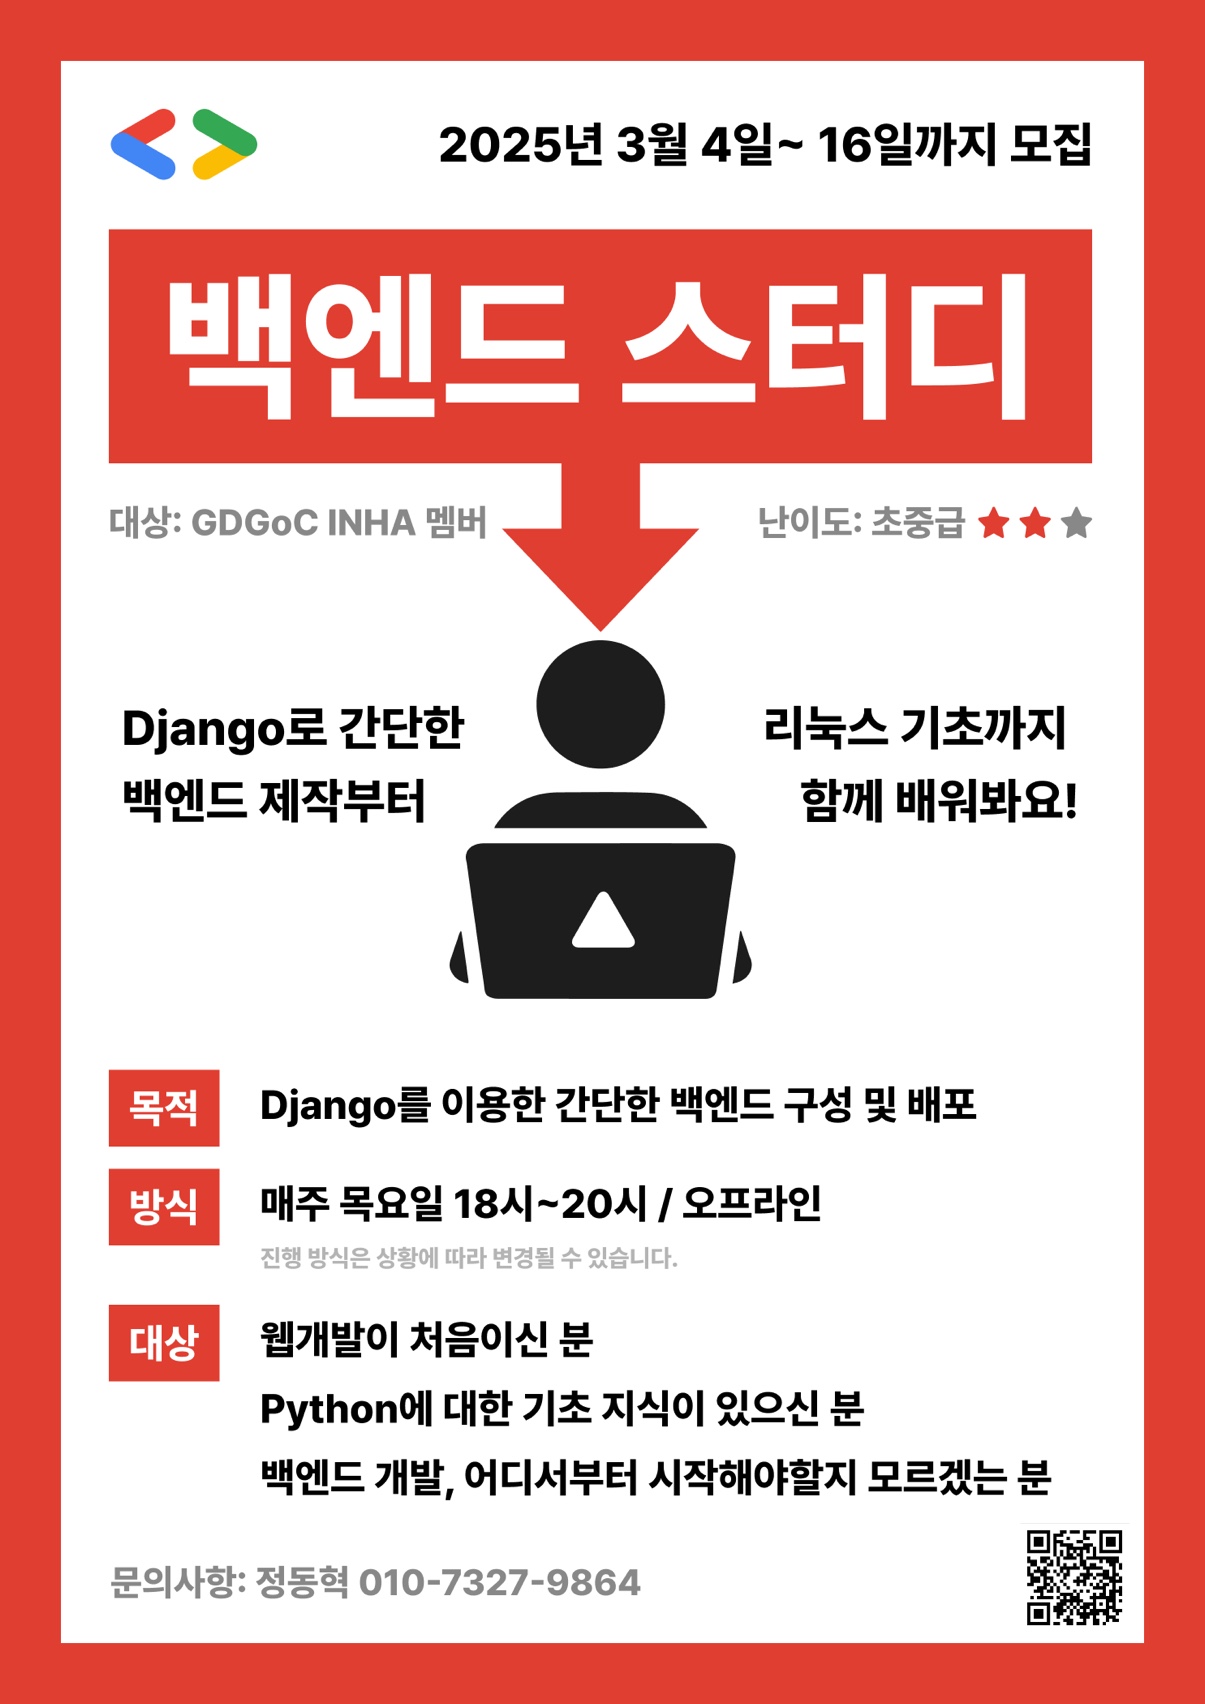 2025년 3월 4일~ 16일까지 모집
백엔드 스터디
대상: GDGoC INHA 멤버
난이도: 초중급 ★★★
Django로 간단한
백엔드 제작부터
리눅스 기초까지
함께 배워봐요!
목적
Django를 이용한 간단한 백엔드 구성 및 배포
방식
매주 목요일 18시~20시 / 오프라인
진행 방식은 상황에 따라 변경될 수 있습니다.
대상
웹개발이 처음이신 분
Python에 대한 기초 지식이 있으신 분
백엔드 개발, 어디서부터 시작해야할지 모르겠는 분
문의사항: 정동혁 010-7327-9864